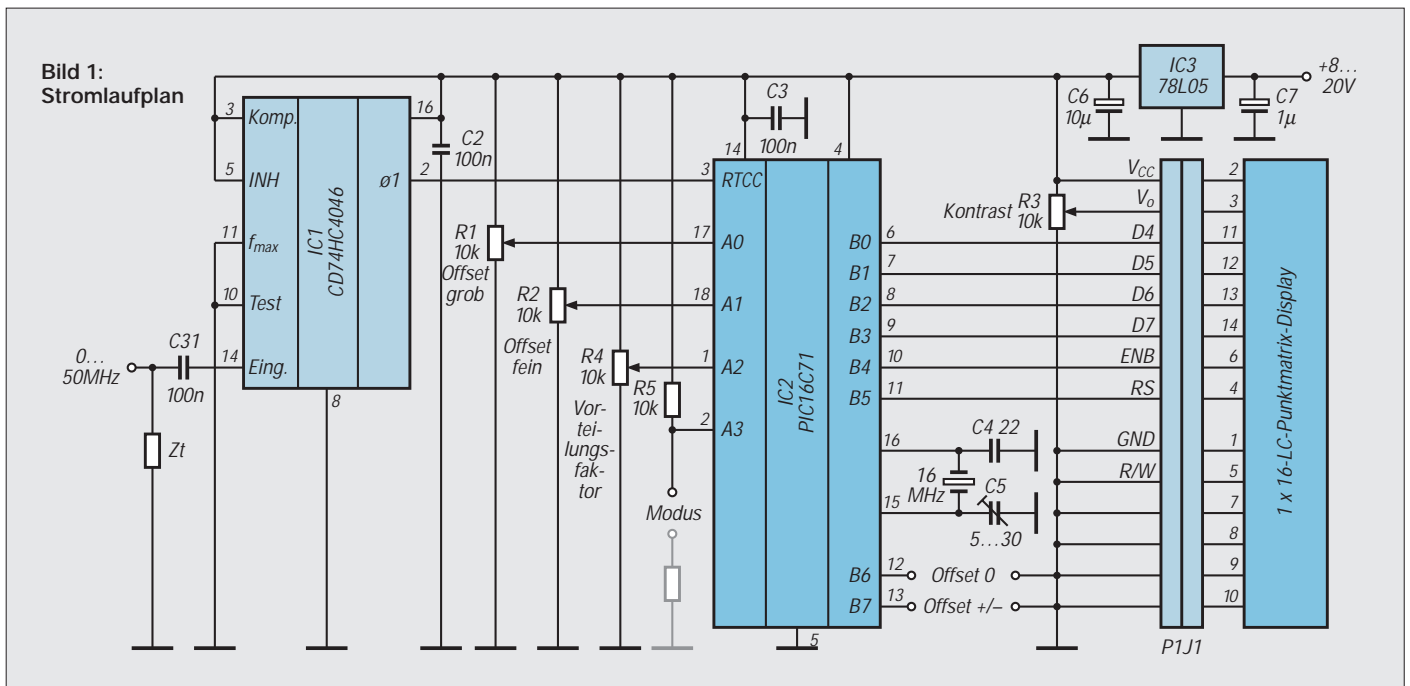 Bild 1:
Stromlaufplan
3
Komp.
5
INH
11
fmax
10
Test
14
Eing.
IC1
CD74HC4046
16
2
ø1
8
0…
50MHz
C31
100n
Zt
C2
100n
R1
10k
Offset
grob
R2
10k
Offset
fein
R4
10k
Vor-
tei-
lungs-
fak-
tor
R5
10k
Modus
C3
100n
14
4
3
RTCC
17
A0
18
A1
1
A2
2
A3
IC2
PIC16C71
B0
6
B1
7
B2
8
B3
9
B4
10
B5
11
16
15
16
MHz
C4 22
C5
5…30
B6
12
Offset 0
B7
13
Offset +/–
5
IC3
78L05
+8…
20V
C6
10µ
C7
1µ
Kontrast
R3
10k
VCC
Vo
D4
D5
D6
D7
ENB
RS
GND
R/W
2
3
11
12
13
14
6
4
1
5
7
8
9
10
P1J1
1 x 16-LC-Punktmatrix-Display